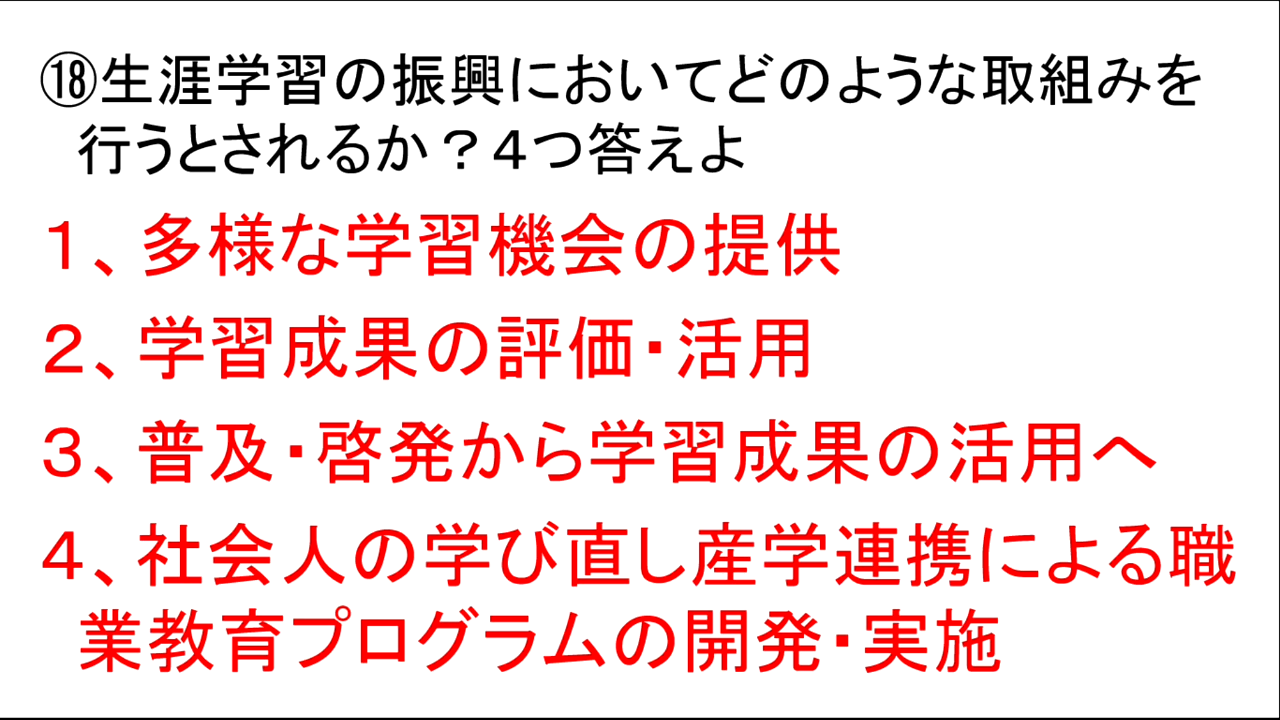 ⑱生涯学習の振興においてどのような取組みを
行うとされるか？４つ答えよ
１、多様な学習機会の提供
２、学習成果の評価・活用
３、普及・啓発から学習成果の活用へ
４、社会人の学び直し産学連携による職
業教育プログラムの開発・実施